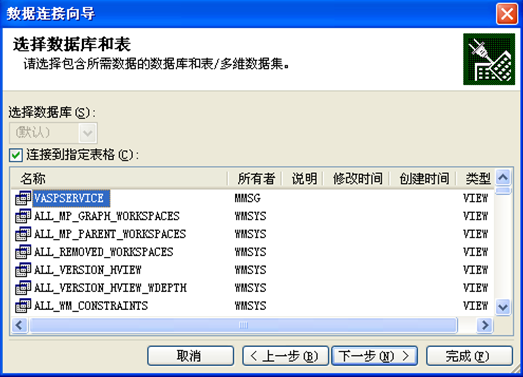 数据连接向导
选择数据库和表
请选择包含所需数据的数据库和表/多维数据集。
选择数据库(S):
(默认)
连接到指定表格(C):
名称 所有者 说明 修改时间 创建时间 类型
VASPSERVICE MMSG VIEW
ALL_MP_GRAPH_WORKSPACES WMSYS VIEW
ALL_MP_PARENT_WORKSPACES WMSYS VIEW
ALL_REMOVED_WORKSPACES WMSYS VIEW
ALL_VERSION_HVIEW WMSYS VIEW
ALL_VERSION_HVIEW_WDEPTH WMSYS VIEW
ALL_WM_CONSTRAINTS WMSYS VIEW
取消 < 上一步(B) 下一步(N) > 完成(F)